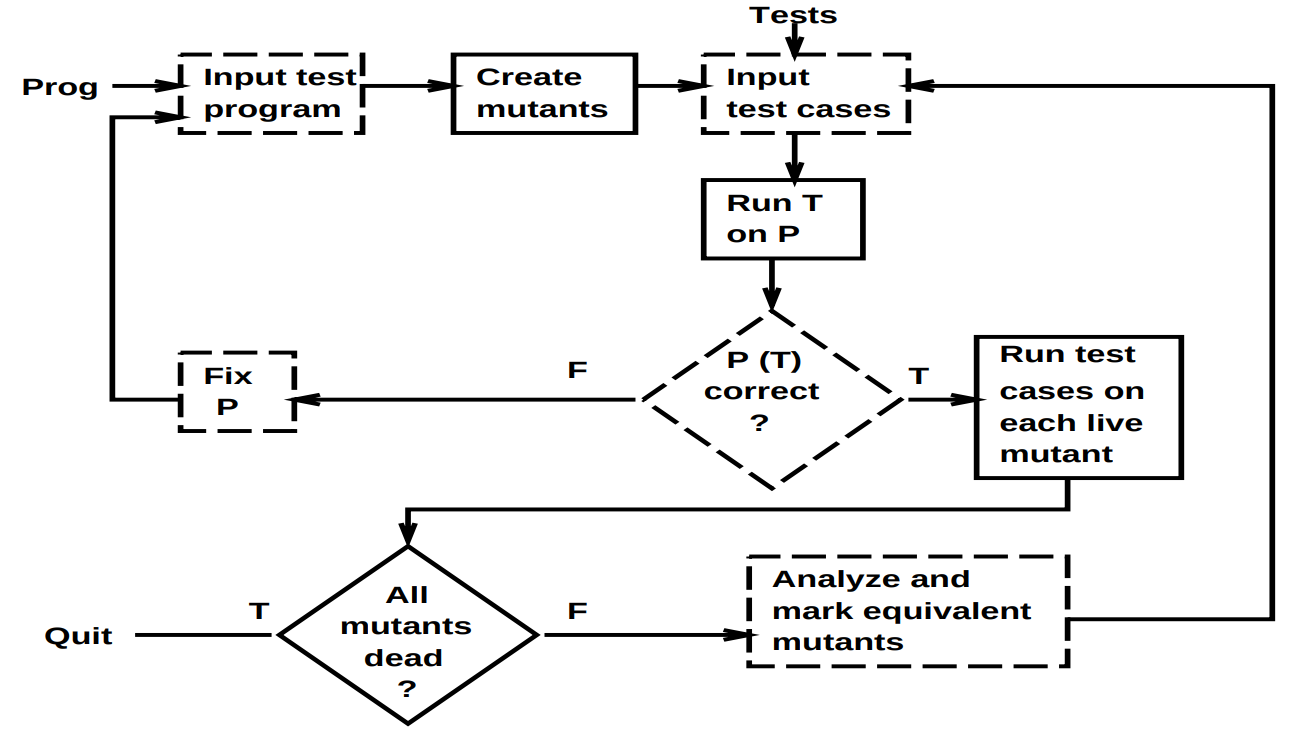 Tests
Prog
Input test
program
Create
mutants
Input
test cases
Run T
on P
Fix
P
F
P (T)
correct
?
T
Run test
cases on
each live
mutant
Quit
T
All
mutants
dead
?
F
Analyze and
mark equivalent
mutants